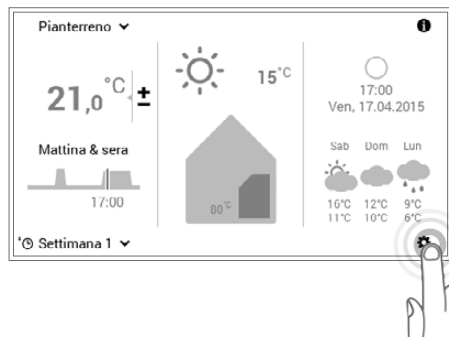 Pianterreno
21,0 °C ±
Mattina & sera
17:00
Settimana 1
15°C
80°C
17:00
Ven, 17.04.2015
Sab Dom Lun
16°C 12°C 9°C
11°C 10°C 6°C